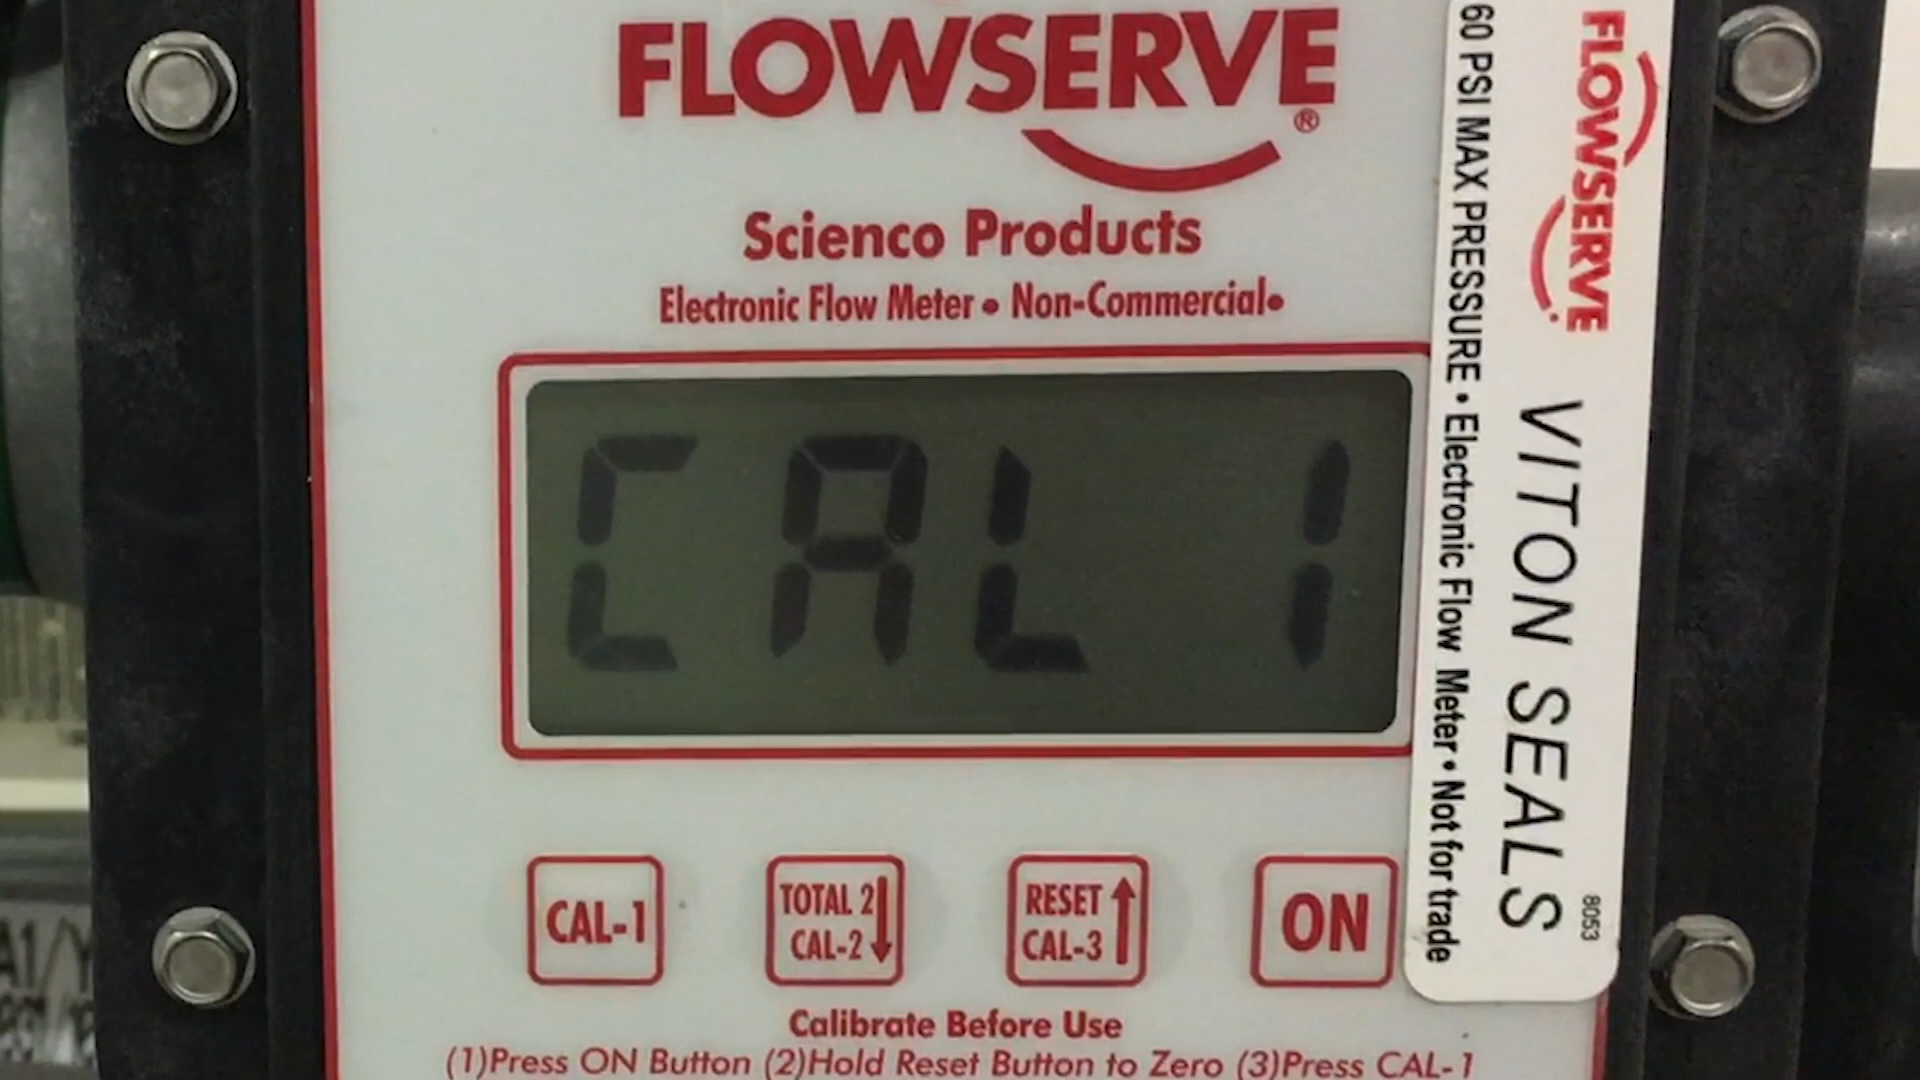 FLOWSERVE®
Scienco Products
Electronic Flow Meter • Non-Commercial•
CAL 1
CAL-1
TOTAL 2↓
CAL-2
RESET↑
CAL-3
ON
Calibrate Before Use
(1)Press ON Button (2)Hold Reset Button to Zero (3)Press CAL-1
FLOWSERVE
VITON SEALS
8053
60 PSI MAX PRESSURE • Electronic Flow Meter • Not for trade
A1/